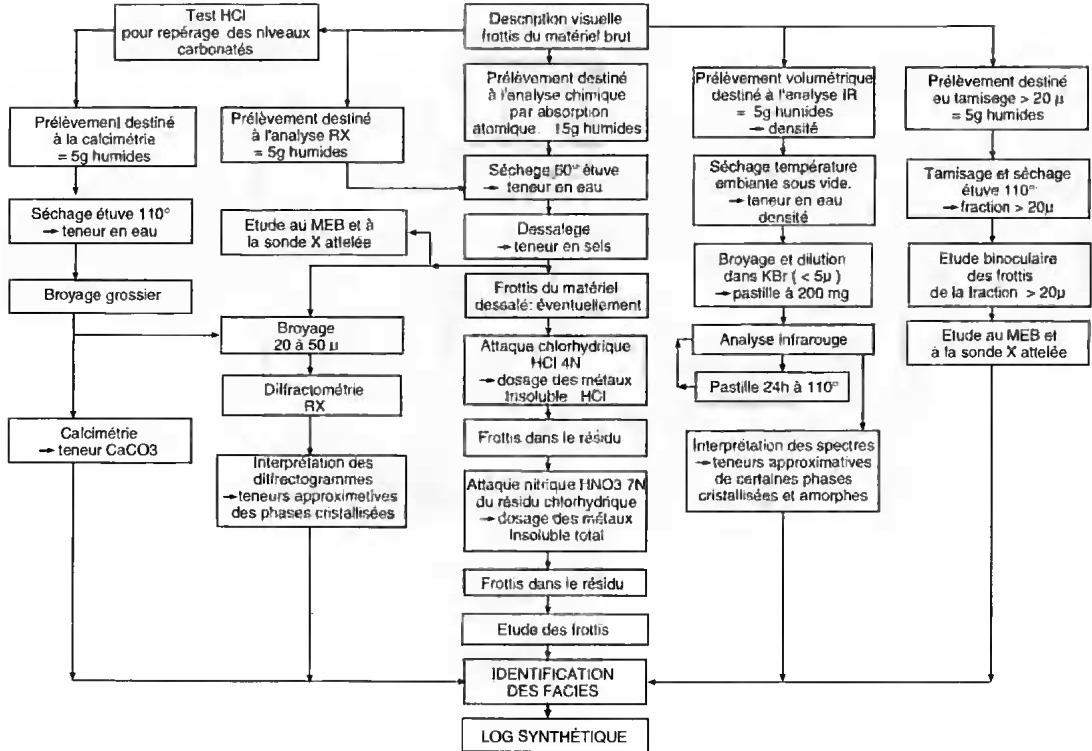 Test HCl
pour repérage des niveaux
carbonatés
Description visuelle
frottis du matériel brut
Prélèvement destiné
à la calcimétrie
= 5g humides
Prélèvement destiné
à l'analyse RX
= 5g humides
Prélèvement destiné
à l'analyse chimique
par absorption
atomique. 15g humides
Prélèvement volumétrique
destiné à l'analyse IR
= 5g humides
→ densité
Prélèvement destiné
eu tamisage > 20 µ
= 5g humides
Séchage étuve 110°
→ teneur en eau
Etude au MEB et à
la sonde X attelée
Séchege 60° étuve
→ teneur en eau
Dessalege
→ teneur en sels
Séchage température
embiante sous vide.
→ teneur en eau
densité
Tamisage et séchage
étuve 110°
→ fraction > 20µ
Broyage grossier
Broyage
20 à 50 µ
Frottis du matériel
dessalé: éventuellement
Broyage et dilution
dans KBr ( < 5µ )
→ pastille à 200 mg
Etude binoculaire
des frottis
de la fraction > 20µ
Diffractométrie
RX
Attaque chlorhydrique
HCl 4N
→ dosage des métaux
Insoluble HCl
Analyse Infrarouge
Pastille 24h à 110°
Etude au MEB et
à la sonde X attelée
Calcimétrie
→ teneur CaCO3
Interprétation des
diffractogrammes
→ teneurs approximetives
des phases cristallisées
Frottis dans le résidu
Attaque nitrique HNO3 7N
du résidu chlorhydrique
→ dosage des métaux
Insoluble total
Interprétation des spectres
→ teneurs approximatives
de certaines phases
cristallisées et amorphes
Frottis dans le résidu
Etude des frottis
IDENTIFICATION
DES FACIES
LOG SYNTHÉTIQUE